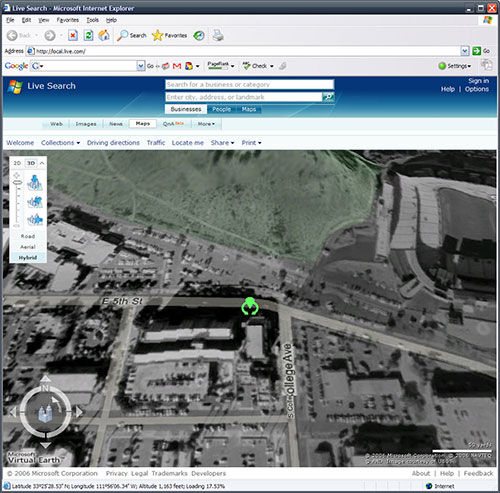 Live Search - Microsoft Internet Explorer
File Edit View Favorites Tools Help
Back Search Favorites
Address http://local.live.com/ Go
Google G Go PageRank Check Settings
Sign in
Live Search Help | Options
Search for a business or category
Enter city, address, or landmark
Businesses People Maps
Web Images News Maps QnA Beta More
Welcome Collections Driving directions Traffic Locate me Share Print
2D 3D
Road
Aerial
Hybrid
E 5th St
S College Ave
N
50 yards
Microsoft
Virtual Earth™
© 2006 Microsoft Corporation © 2006 NAVTEQ
© 2006 Microsoft Corporation Privacy Legal Trademarks Developers About | Help | Feedback
Latitude 33°25'28.53" N, Longitude 111°56'06.34" W, Altitude 1,163 feet; Loading 17.53% Internet